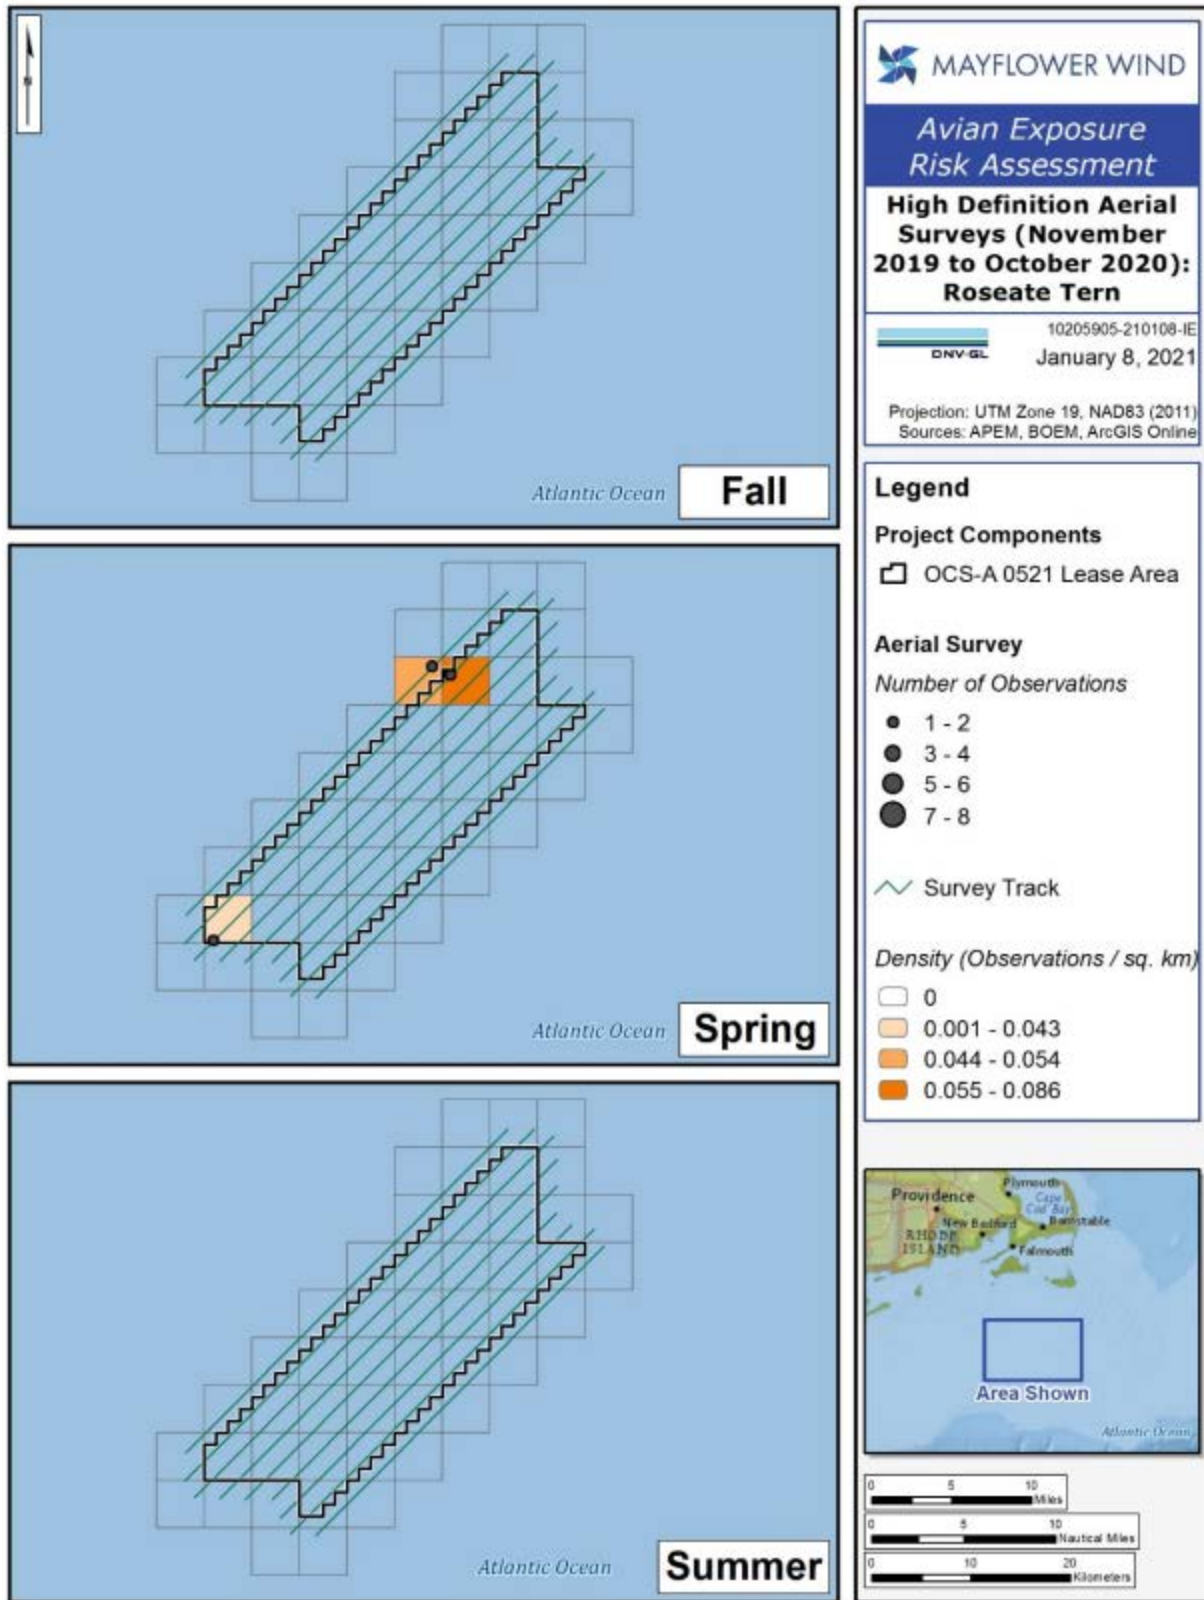 Atlantic Ocean
Fall
Atlantic Ocean
Spring
Atlantic Ocean
Summer
MAYFLOWER WIND
Avian Exposure
Risk Assessment
High Definition Aerial
Surveys (November
2019 to October 2020):
Roseate Tern
DNV·GL
10205905-210108-IE
January 8, 2021
Projection: UTM Zone 19, NAD83 (2011)
Sources: APEM, BOEM, ArcGIS Online
Legend
Project Components
OCS-A 0521 Lease Area
Aerial Survey
Number of Observations
1 - 2
3 - 4
5 - 6
7 - 8
Survey Track
Density (Observations / sq. km)
0
0.001 - 0.043
0.044 - 0.054
0.055 - 0.086
Plymouth
Providence
Cape
Cod Bay
New Bedford
Barnstable
RHODE
ISLAND
Falmouth
Area Shown
Atlantic Ocean
0 5 10
Miles
0 5 10
Nautical Miles
0 10 20
Kilometers